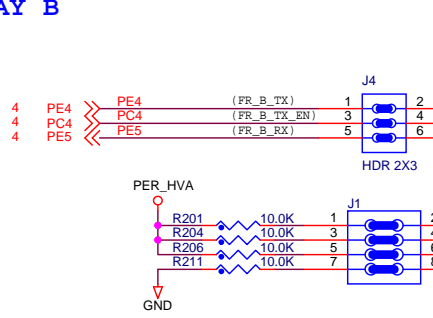 AY B
J4
4 PE4 PE4 (FR_B_TX) 1 2
4 PC4 PC4 (FR_B_TX_EN) 3 4
4 PE5 PE5 (FR_B_RX) 5 6
HDR 2X3
PER_HVA
J1
R201 10.0K 1 2
R204 10.0K 3 4
R206 10.0K 5 6
R211 10.0K 7 8
GND